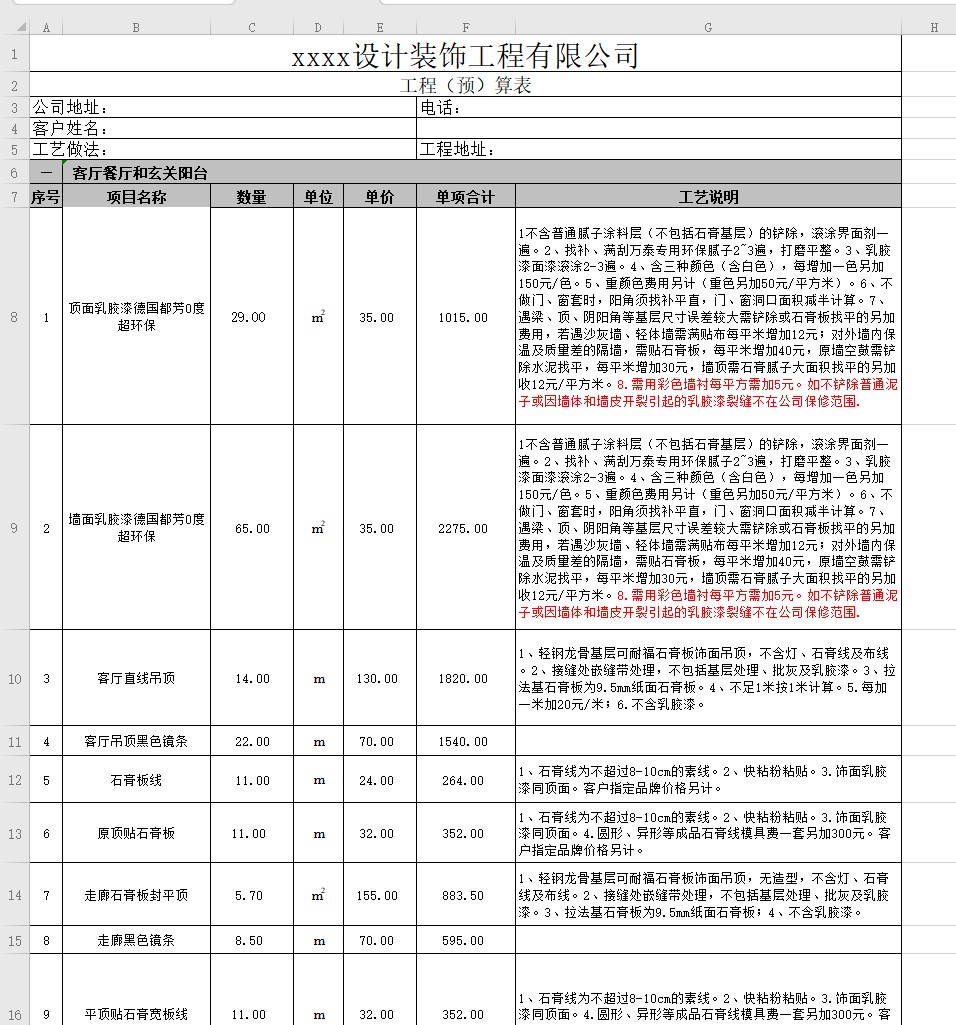 A B C D E F G H
1 xxxx设计装饰工程有限公司
2 工程（预）算表
3 公司地址： 电话：
4 客户姓名：
5 工艺做法： 工程地址：
6 一 客厅餐厅和玄关阳台
7 序号 项目名称 数量 单位 单价 单项合计 工艺说明
8 1 顶面乳胶漆德国都芳0度
超环保 29.00 ㎡ 35.00 1015.00
1不含普通腻子涂料层（不包括石膏基层）的铲除，滚涂界面剂一
遍。2、找补、满刮万泰专用环保腻子2~3遍，打磨平整。3、乳胶
漆面漆滚涂2-3遍。4、含三种颜色（含白色），每增加一色另加
150元/色。5、重颜色费用另计（重色另加50元/平方米）。6、不
做门、窗套时，阳角须找补平直，门、窗洞口面积减半计算。7、
遇梁、顶、阴阳角等基层尺寸误差较大需铲除或石膏板找平的另加
费用，若遇沙灰墙、轻体墙需满贴布每平米增加12元；对外墙内保
温及质量差的隔墙，需贴石膏板，每平米增加40元，原墙空鼓需铲
除水泥找平，每平米增加30元，墙顶需石膏腻子大面积找平的另加
收12元/平方米。8.需用彩色墙衬每平方需加5元。如不铲除普通泥
子或因墙体和墙皮开裂引起的乳胶漆裂缝不在公司保修范围.
9 2 墙面乳胶漆德国都芳0度
超环保 65.00 ㎡ 35.00 2275.00
1不含普通腻子涂料层（不包括石膏基层）的铲除，滚涂界面剂一
遍。2、找补、满刮万泰专用环保腻子2~3遍，打磨平整。3、乳胶
漆面漆滚涂2-3遍。4、含三种颜色（含白色），每增加一色另加
150元/色。5、重颜色费用另计（重色另加50元/平方米）。6、不
做门、窗套时，阳角须找补平直，门、窗洞口面积减半计算。7、
遇梁、顶、阴阳角等基层尺寸误差较大需铲除或石膏板找平的另加
费用，若遇沙灰墙、轻体墙需满贴布每平米增加12元；对外墙内保
温及质量差的隔墙，需贴石膏板，每平米增加40元，原墙空鼓需铲
除水泥找平，每平米增加30元，墙顶需石膏腻子大面积找平的另加
收12元/平方米。8.需用彩色墙衬每平方需加5元。如不铲除普通泥
子或因墙体和墙皮开裂引起的乳胶漆裂缝不在公司保修范围.
10 3 客厅直线吊顶 14.00 m 130.00 1820.00
1、轻钢龙骨基层可耐福石膏板饰面吊顶，不含灯、石膏线及布线
。2、接缝处嵌缝带处理，不包括基层处理、批灰及乳胶漆。3、拉
法基石膏板为9.5mm纸面石膏板。4、不足1米按1米计算。5.每加
一米加20元/米；6.不含乳胶漆。
11 4 客厅吊顶黑色镜条 22.00 m 70.00 1540.00
12 5 石膏板线 11.00 m 24.00 264.00
1、石膏线为不超过8-10cm的素线。2、快粘粉粘贴。3.饰面乳胶
漆同顶面。客户指定品牌价格另计。
13 6 原顶贴石膏板 11.00 m 32.00 352.00
1、石膏线为不超过8-10cm的素线。2、快粘粉粘贴。3.饰面乳胶
漆同顶面。4.圆形、异形等成品石膏线模具费一套另加300元。客
户指定品牌价格另计。
14 7 走廊石膏板封平顶 5.70 ㎡ 155.00 883.50
1、轻钢龙骨基层可耐福石膏板饰面吊顶，无造型，不含灯、石膏
线及布线。2、接缝处嵌缝带处理，不包括基层处理、批灰及乳胶
漆。3、拉法基石膏板为9.5mm纸面石膏板；4、不含乳胶漆。
15 8 走廊黑色镜条 8.50 m 70.00 595.00
16 9 平顶贴石膏宽板线 11.00 m 32.00 352.00
1、石膏线为不超过8-10cm的素线。2、快粘粉粘贴。3.饰面乳胶
漆同顶面。4.圆形、异形等成品石膏线模具费一套另加300元。客